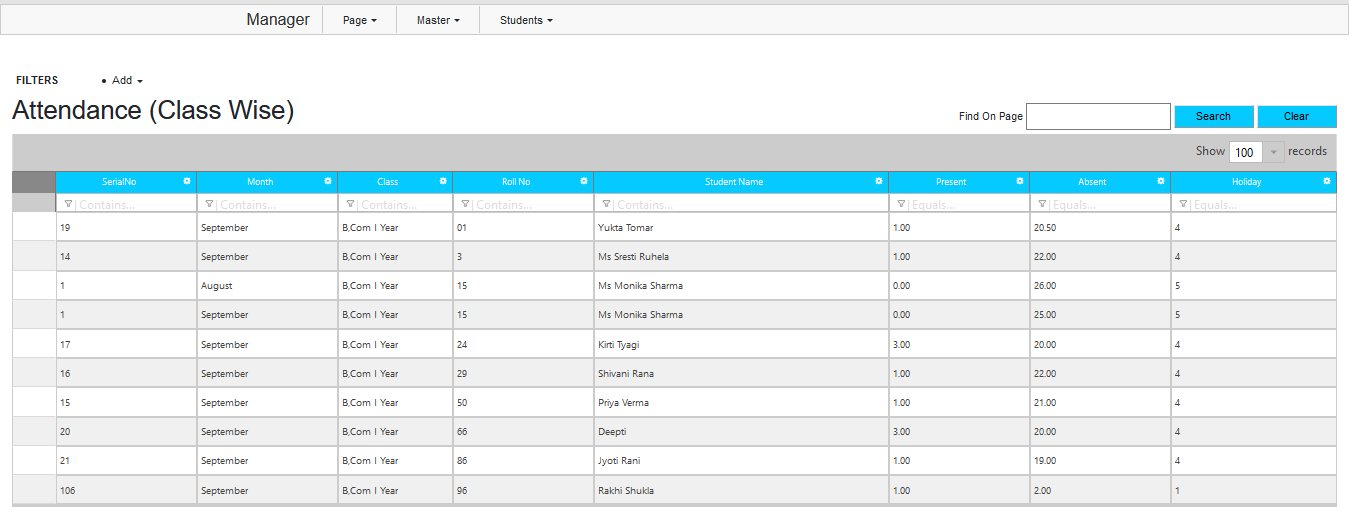 Manager Page Master Students
FILTERS • Add
Attendance (Class Wise)
Find On Page Search Clear
Show 100 records
SerialNo Month Class Roll No Student Name Present Absent Holiday
Contains... Contains... Contains... Contains... Contains... Equals... Equals... Equals...
19 September B,Com I Year 01 Yukta Tomar 1.00 20.50 4
14 September B,Com I Year 3 Ms Sresti Ruhela 1.00 22.00 4
1 August B,Com I Year 15 Ms Monika Sharma 0.00 26.00 5
1 September B,Com I Year 15 Ms Monika Sharma 0.00 25.00 5
17 September B,Com I Year 24 Kirti Tyagi 3.00 20.00 4
16 September B,Com I Year 29 Shivani Rana 1.00 22.00 4
15 September B,Com I Year 50 Priya Verma 1.00 21.00 4
20 September B,Com I Year 66 Deepti 3.00 20.00 4
21 September B,Com I Year 86 Jyoti Rani 1.00 19.00 4
106 September B,Com I Year 96 Rakhi Shukla 1.00 2.00 1